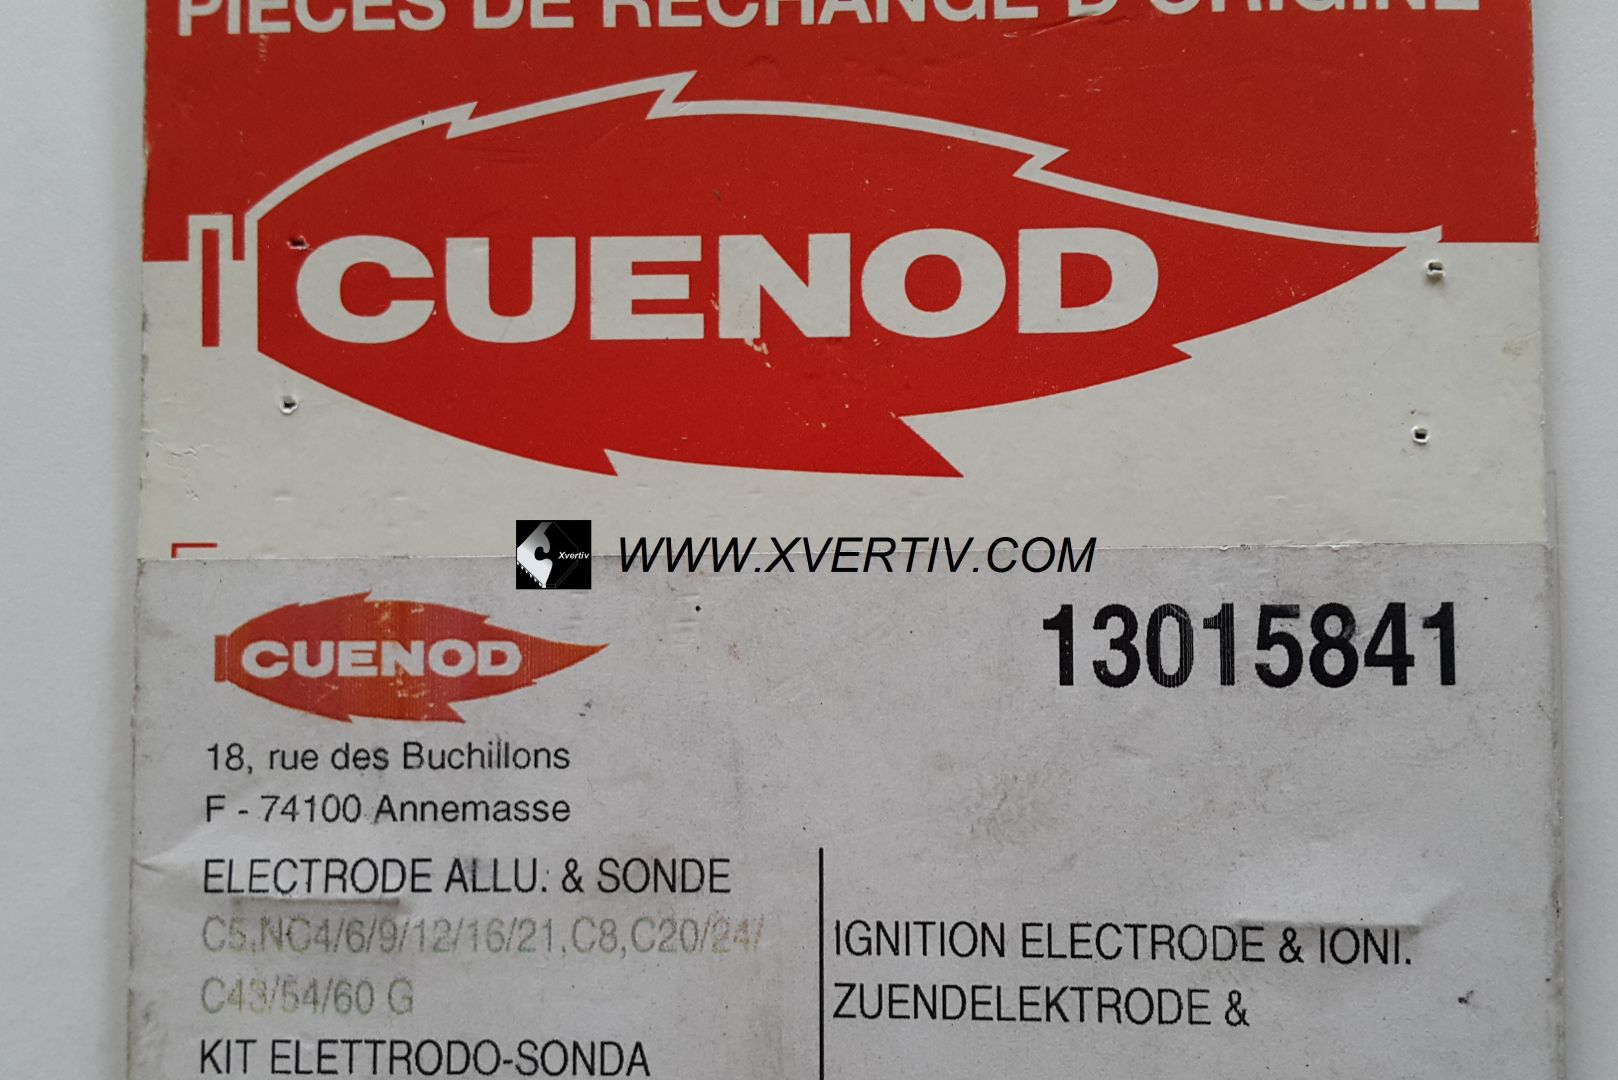 PIECES DE RECHANGE D'ORIGINE
CUENOD
Xvertiv
WWW.XVERTIV.COM
CUENOD
13015841
18, rue des Buchillons
F - 74100 Annemasse
ELECTRODE ALLU. & SONDE
C5,NC4/6/9/12/16/21,C8,C20/24/
C43/54/60 G
KIT ELETTRODO-SONDA
IGNITION ELECTRODE & IONI.
ZUENDELEKTRODE &